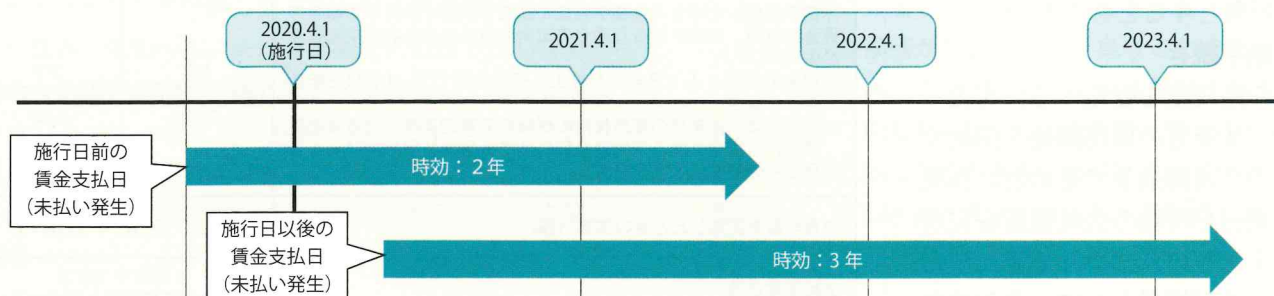 2020.4.1
(施行日)
2021.4.1
2022.4.1
2023.4.1
施行日前の
賃金支払日
(未払い発生)
時効：2年
施行日以後の
賃金支払日
(未払い発生)
時効：3年